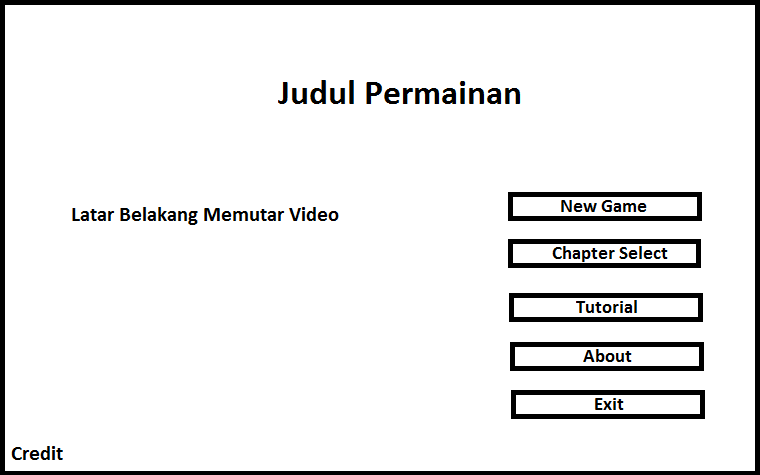 Judul Permainan
Latar Belakang Memutar Video
New Game
Chapter Select
Tutorial
About
Exit
Credit